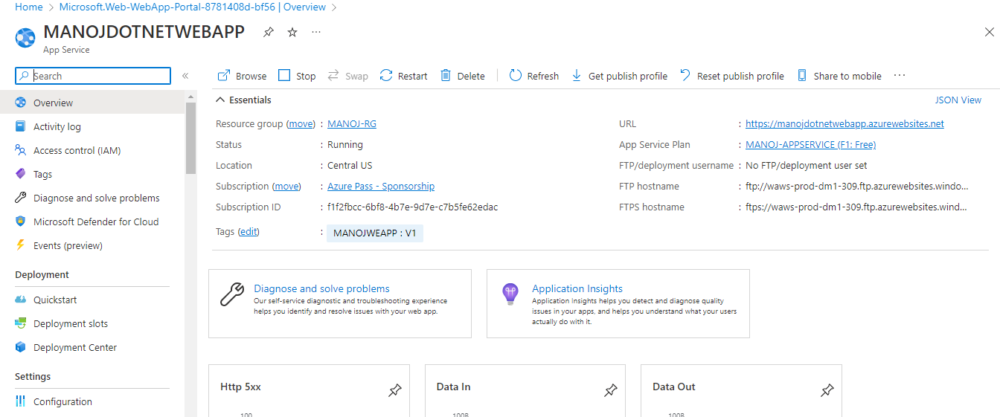 Home > Microsoft.Web-WebApp-Portal-8781408d-bf56 | Overview >
MANOJDOTNETWEBAPP
App Service
Search
Overview
Activity log
Access control (IAM)
Tags
Diagnose and solve problems
Microsoft Defender for Cloud
Events (preview)
Deployment
Quickstart
Deployment slots
Deployment Center
Settings
Configuration
Browse Stop Swap Restart Delete Refresh Get publish profile Reset publish profile Share to mobile
Essentials JSON View
Resource group (move) : MANOJ-RG
Status : Running
Location : Central US
Subscription (move) : Azure Pass - Sponsorship
Subscription ID : f1f2fbcc-6bf8-4b7e-9d7e-c7b5fe62edac
Tags (edit) : MANOJWEAPP : V1
URL : https://manojdotnetwebapp.azurewebsites.net
App Service Plan : MANOJ-APPSERVICE (F1: Free)
FTP/deployment username : No FTP/deployment user set
FTP hostname : ftp://waws-prod-dm1-309.ftp.azurewebsites.windo...
FTPS hostname : ftps://waws-prod-dm1-309.ftp.azurewebsites.wind...
Diagnose and solve problems
Our self-service diagnostic and troubleshooting experience
helps you identify and resolve issues with your web app.
Application Insights
Application Insights helps you detect and diagnose quality
issues in your apps, and helps you understand what your users
actually do with it.
Http 5xx
100
Data In
100B
Data Out
100B